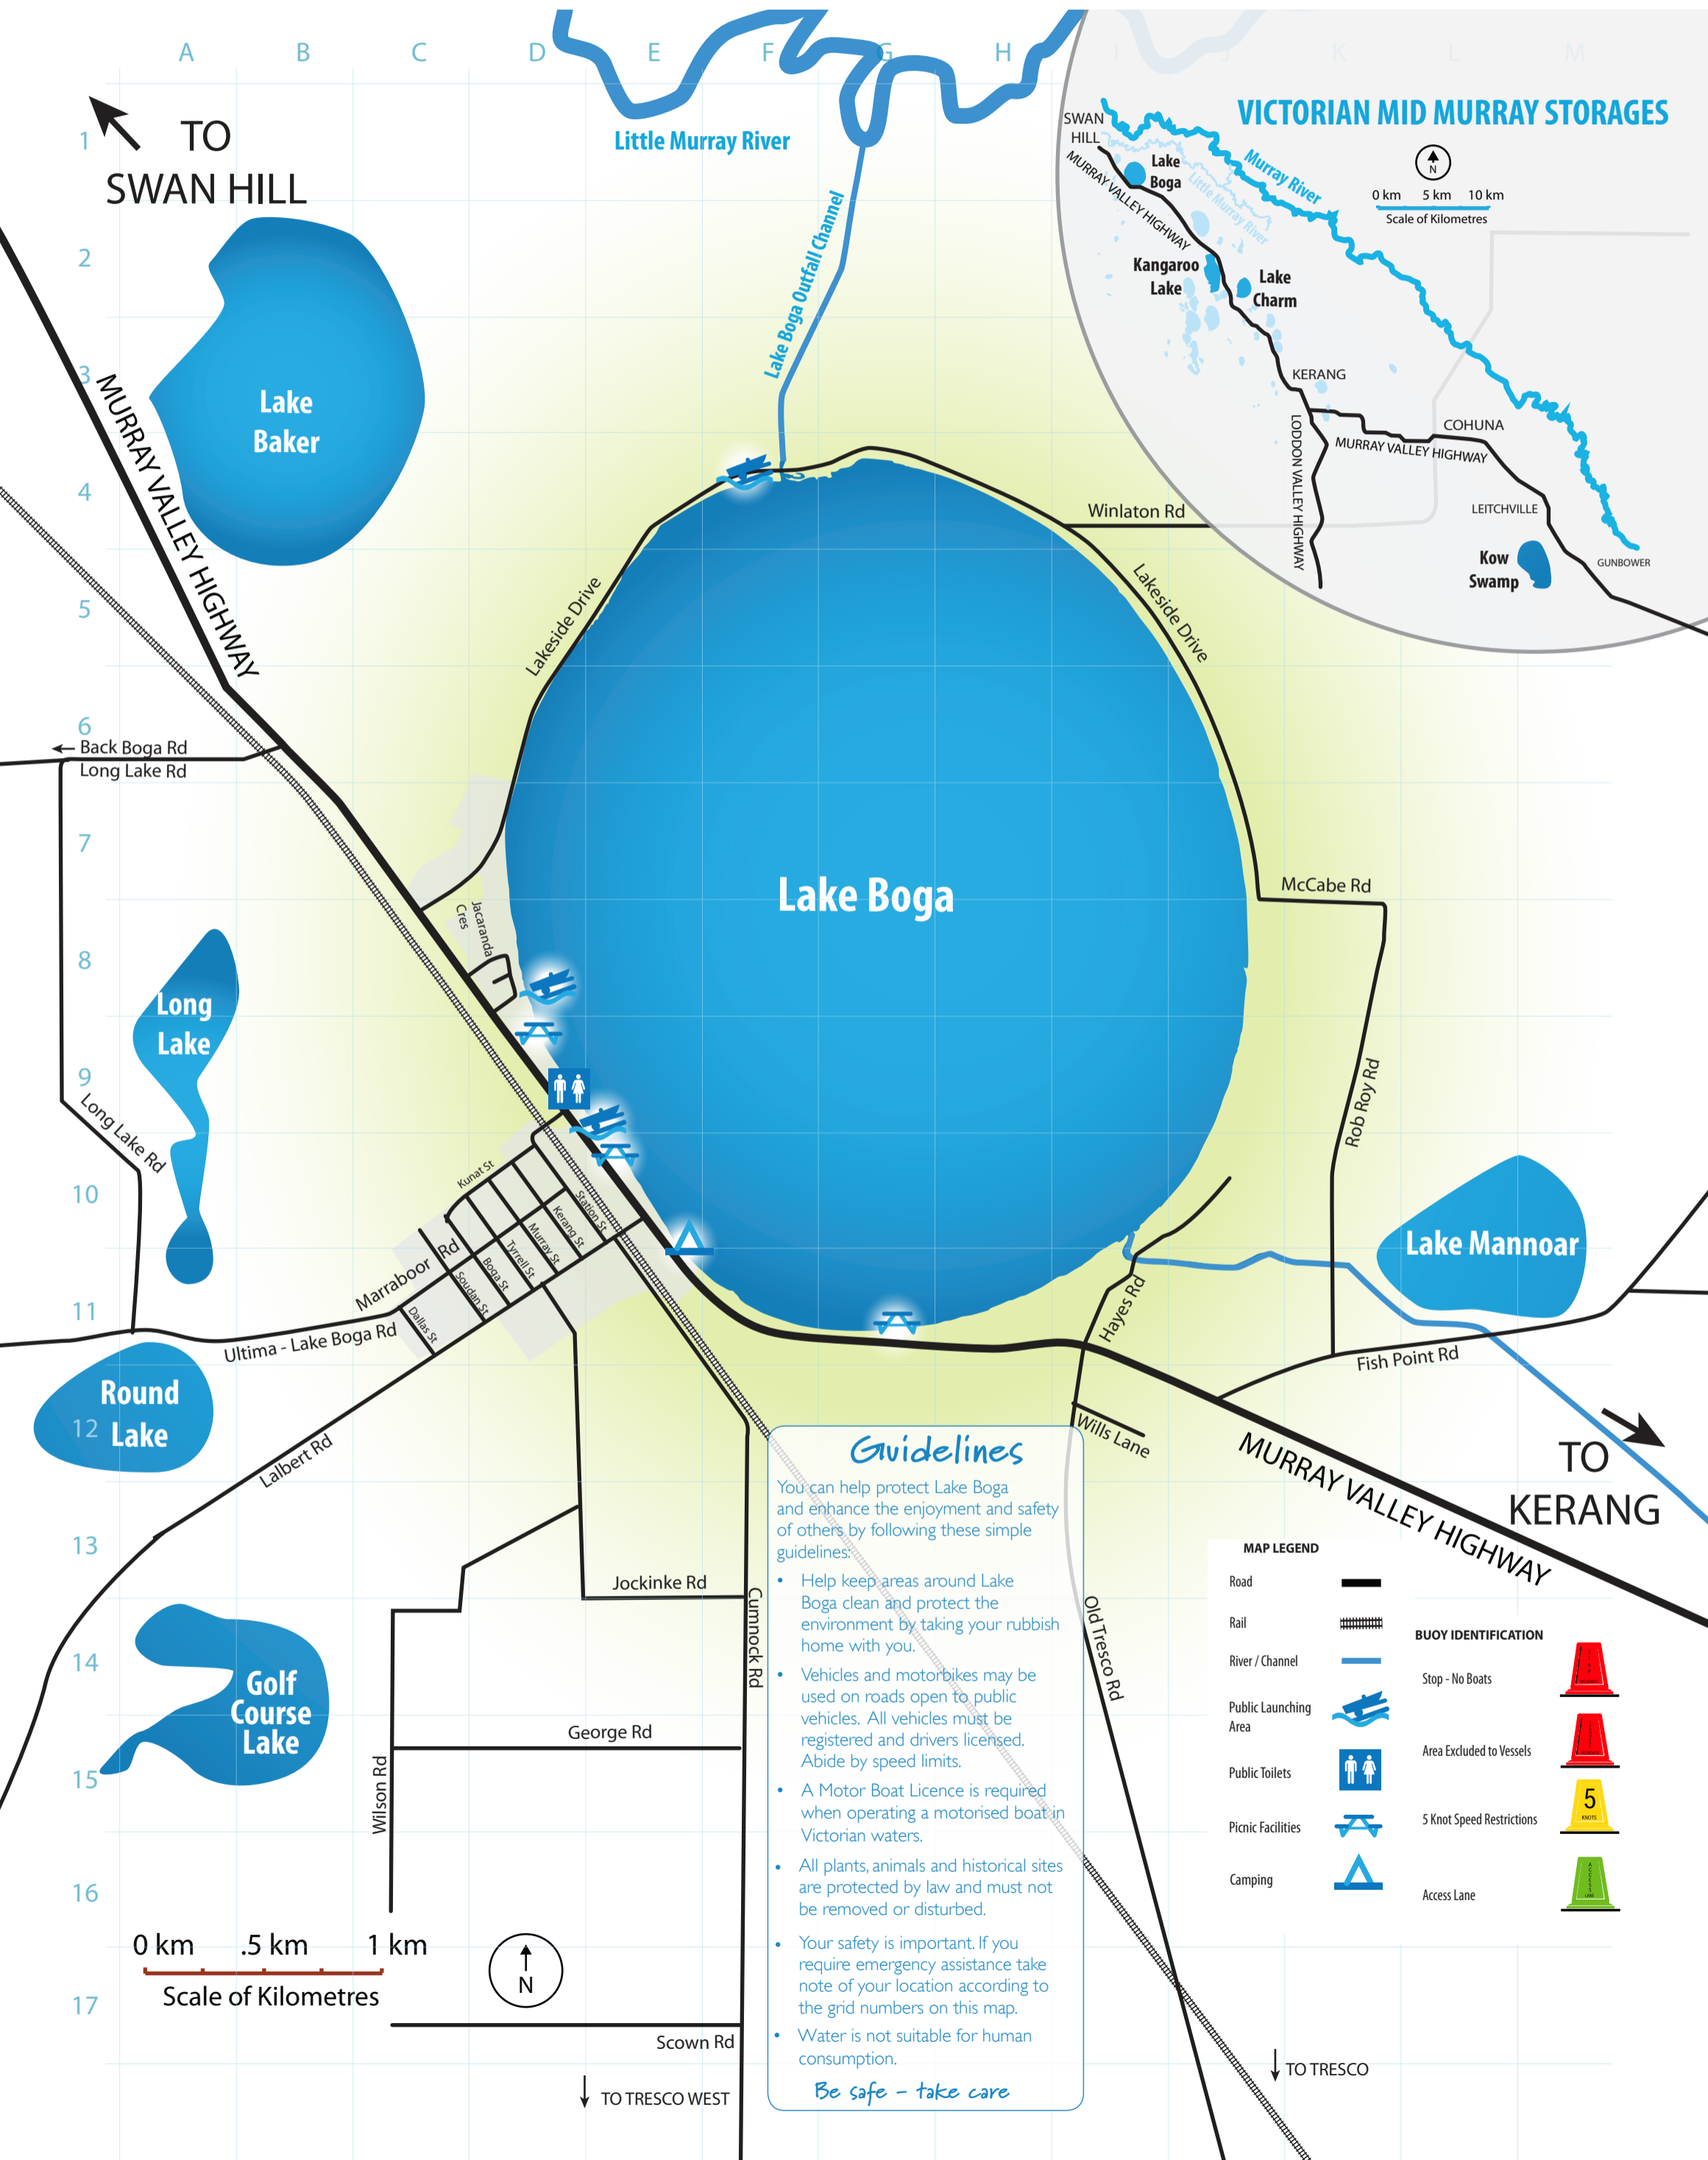 A B C D E F G H I J K L M
1
2
3
4
5
6
7
8
9
10
11
12
13
14
15
16
17
TO
SWAN HILL
Little Murray River
Lake Boga Outfall Channel
VICTORIAN MID MURRAY STORAGES
SWAN
HILL
MURRAY VALLEY HIGHWAY
Lake
Boga
Little Murray River
Murray River
N
0 km 5 km 10 km
Scale of Kilometres
Kangaroo
Lake
Lake
Charm
KERANG
LODDON VALLEY HIGHWAY
COHUNA
MURRAY VALLEY HIGHWAY
LEITCHVILLE
Kow
Swamp
GUNBOWER
Lake
Baker
MURRAY VALLEY HIGHWAY
Winlaton Rd
Lakeside Drive
Lakeside Drive
Back Boga Rd
Long Lake Rd
Lake Boga
McCabe Rd
Jacaranda
Cres
Long
Lake
Long Lake Rd
Rob Roy Rd
Kunat St
Station St
Kerang St
Murray St
Tyrrell St
Boga St
Soudan St
Dallas St
Marraboor Rd
Ultima - Lake Boga Rd
Lake Mannoar
Hayes Rd
Fish Point Rd
Round
Lake
Lalbert Rd
Wills Lane
TO
KERANG
MURRAY VALLEY HIGHWAY
Guidelines
You can help protect Lake Boga
and enhance the enjoyment and safety
of others by following these simple
guidelines:
• Help keep areas around Lake
Boga clean and protect the
environment by taking your rubbish
home with you.
• Vehicles and motorbikes may be
used on roads open to public
vehicles. All vehicles must be
registered and drivers licensed.
Abide by speed limits.
• A Motor Boat Licence is required
when operating a motorised boat in
Victorian waters.
• All plants, animals and historical sites
are protected by law and must not
be removed or disturbed.
• Your safety is important. If you
require emergency assistance take
note of your location according to
the grid numbers on this map.
• Water is not suitable for human
consumption.
Be safe - take care
Jockinke Rd
Cumnock Rd
Old Tresco Rd
Golf
Course
Lake
George Rd
Wilson Rd
Scown Rd
TO TRESCO WEST
TO TRESCO
0 km .5 km 1 km
Scale of Kilometres
N
MAP LEGEND
Road
Rail
River / Channel
Public Launching
Area
Public Toilets
Picnic Facilities
Camping
BUOY IDENTIFICATION
Stop - No Boats
Area Excluded to Vessels
5
KNOTS
5 Knot Speed Restrictions
ACCESS
LANE
Access Lane